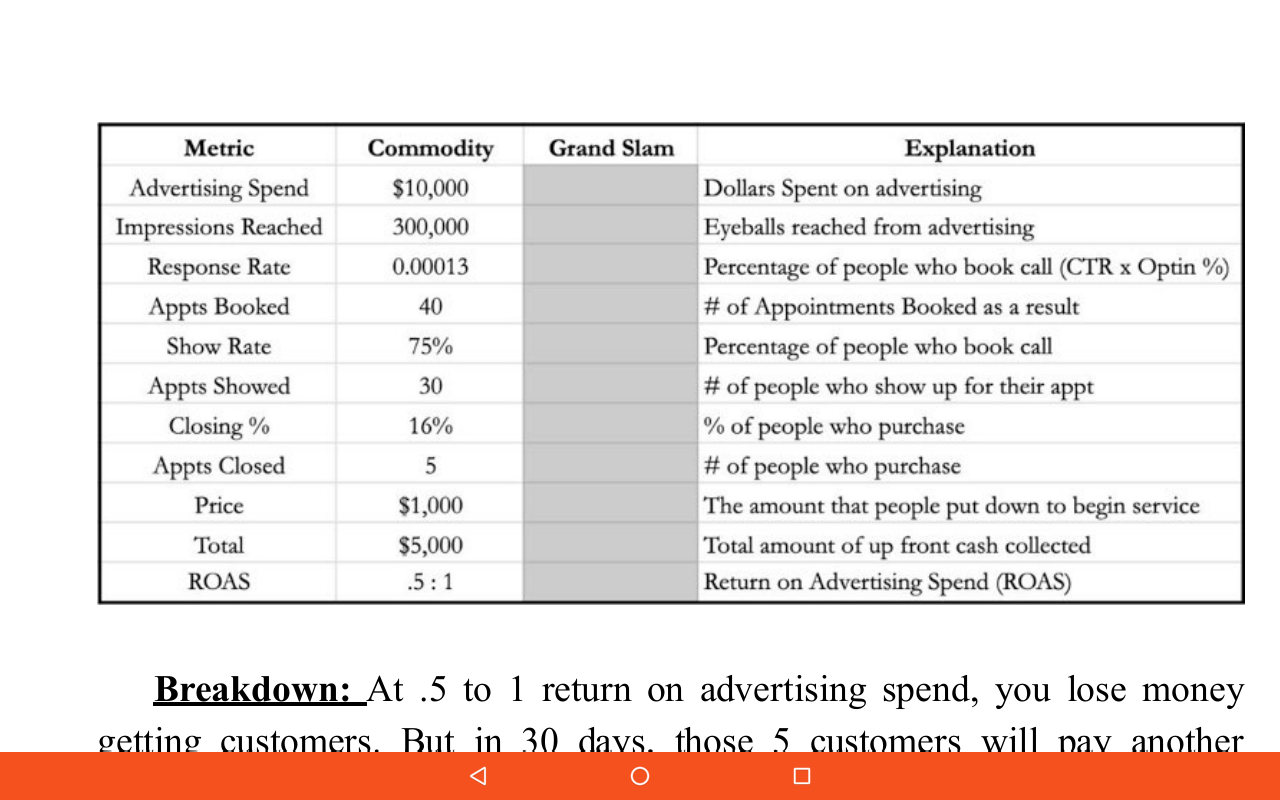 Metric Commodity Grand Slam Explanation
Advertising Spend $10,000 Dollars Spent on advertising
Impressions Reached 300,000 Eyeballs reached from advertising
Response Rate 0.00013 Percentage of people who book call (CTR x Optin %)
Appts Booked 40 # of Appointments Booked as a result
Show Rate 75% Percentage of people who book call
Appts Showed 30 # of people who show up for their appt
Closing % 16% % of people who purchase
Appts Closed 5 # of people who purchase
Price $1,000 The amount that people put down to begin service
Total $5,000 Total amount of up front cash collected
ROAS .5 : 1 Return on Advertising Spend (ROAS)
Breakdown: At .5 to 1 return on advertising spend, you lose money
getting customers. But in 30 days, those 5 customers will pay another